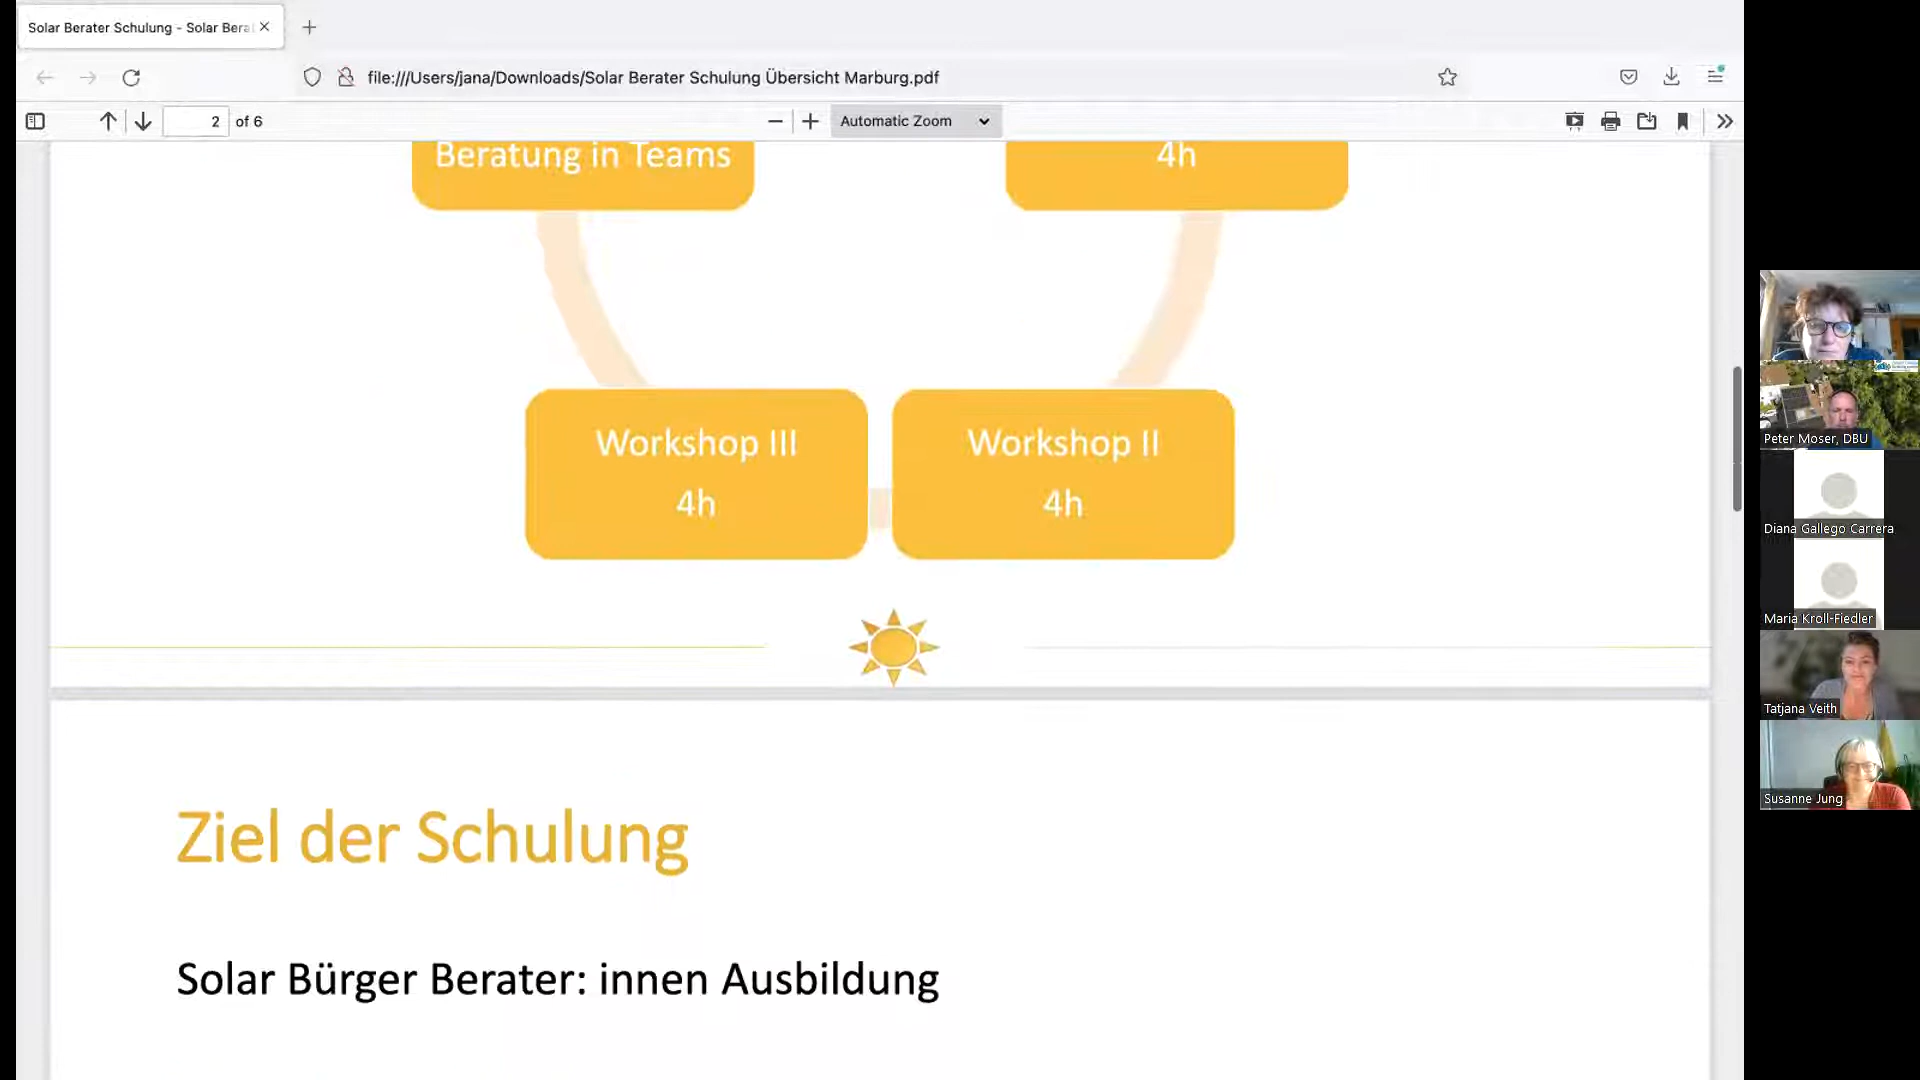 Solar Berater Schulung - Solar Bera
file:///Users/jana/Downloads/Solar Berater Schulung Übersicht Marburg.pdf
2 of 6
Automatic Zoom
Beratung in Teams
4h
Workshop III
4h
Workshop II
4h
Ziel der Schulung
Solar Bürger Berater: innen Ausbildung
Peter Moser, DBU
Diana Gallego Carrera
Maria Kroll-Fiedler
Tatjana Veith
Susanne Jung